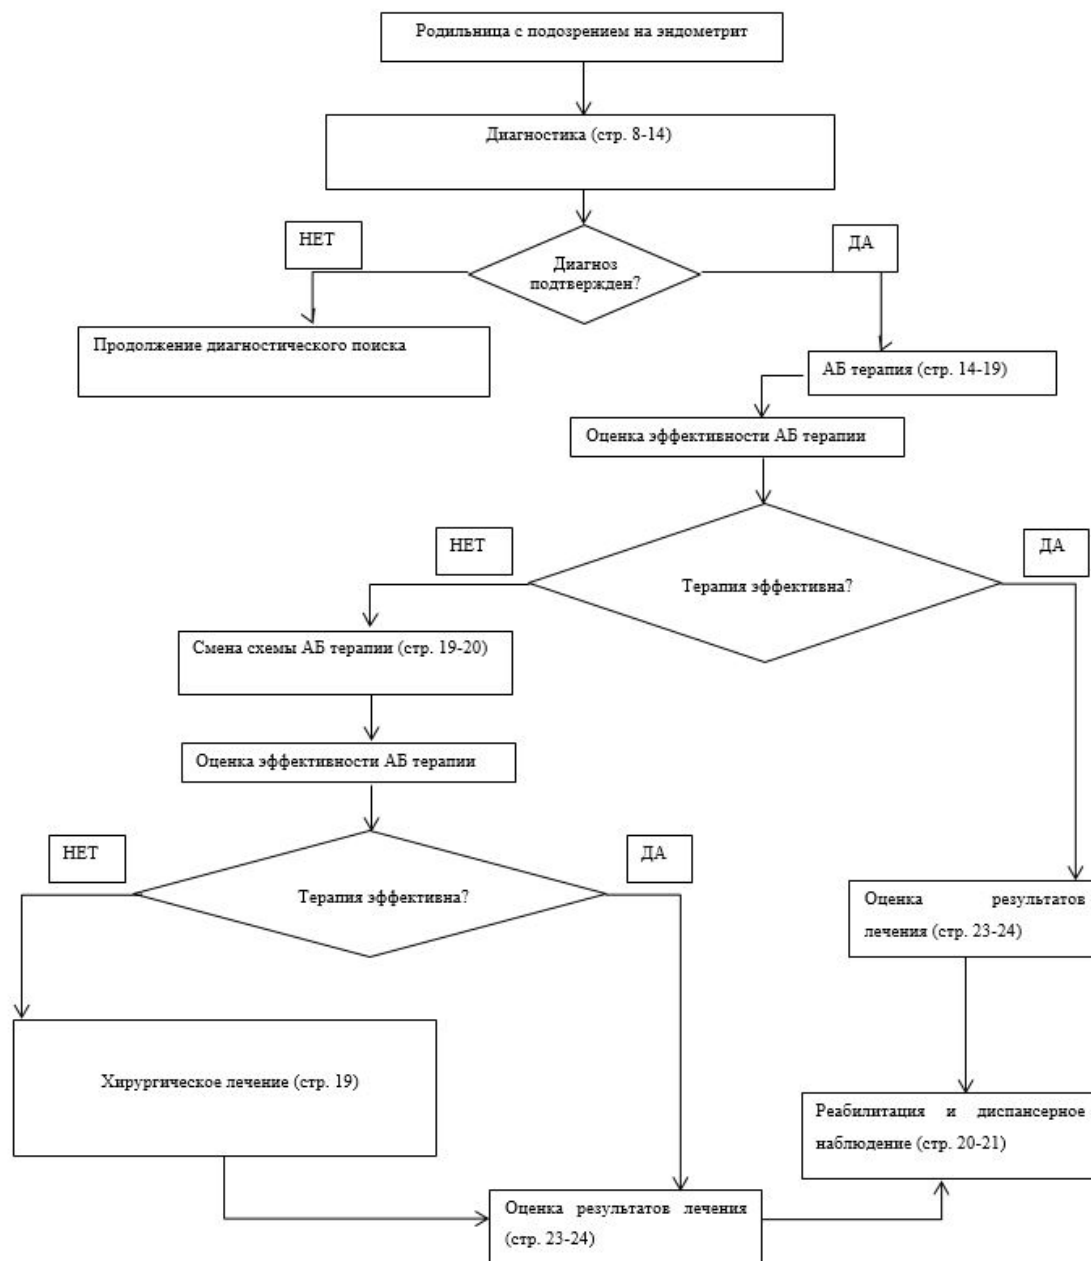 Родильница с подозрением на эндометрит
Диагностика (стр. 8-14)
НЕТ
ДА
Диагноз
подтвержден?
Продолжение диагностического поиска
АБ терапия (стр. 14-19)
Оценка эффективности АБ терапии
НЕТ
ДА
Терапия эффективна?
Смена схемы АБ терапии (стр. 19-20)
Оценка эффективности АБ терапии
НЕТ
ДА
Терапия эффективна?
Оценка результатов
лечения (стр. 23-24)
Хирургическое лечение (стр. 19)
Реабилитация и диспансерное
наблюдение (стр. 20-21)
Оценка результатов лечения
(стр. 23-24)